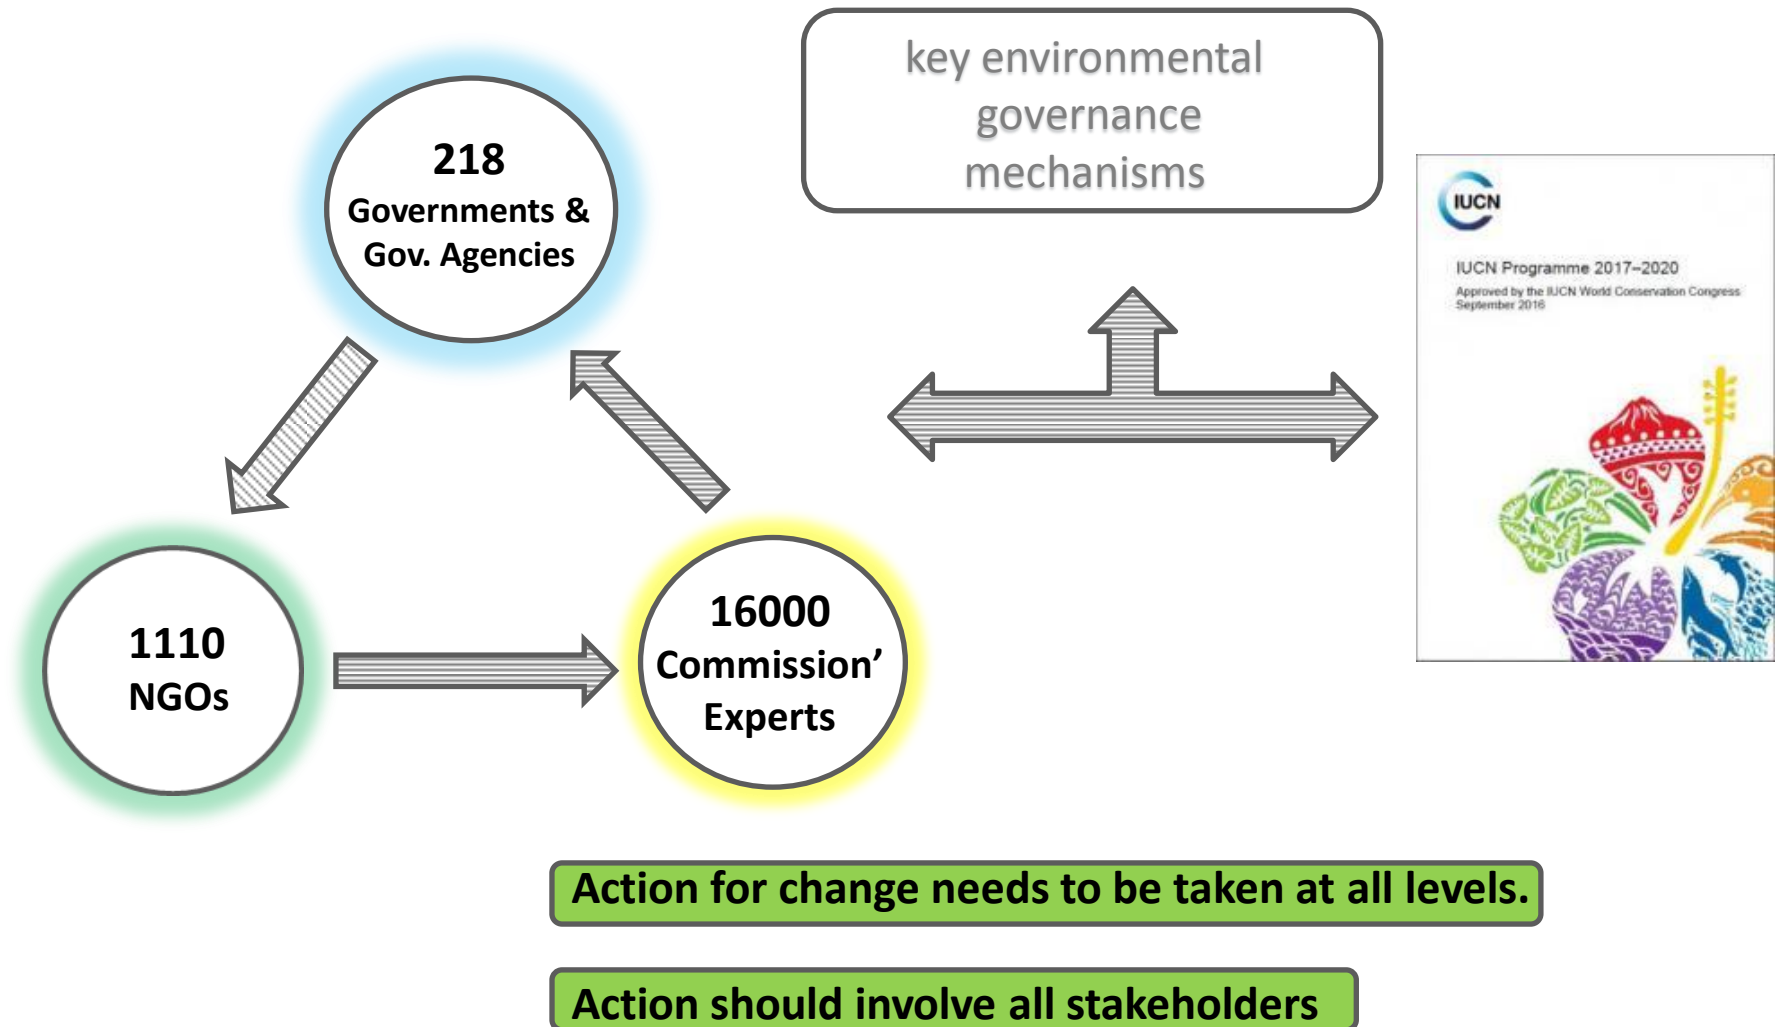 key environmental
governance
mechanisms
218
Governments &
Gov. Agencies
IUCN
IUCN Programme 2017–2020
Approved by the IUCN World Conservation Congress
September 2016
1110
NGOs
16000
Commission’
Experts
Action for change needs to be taken at all levels.
Action should involve all stakeholders